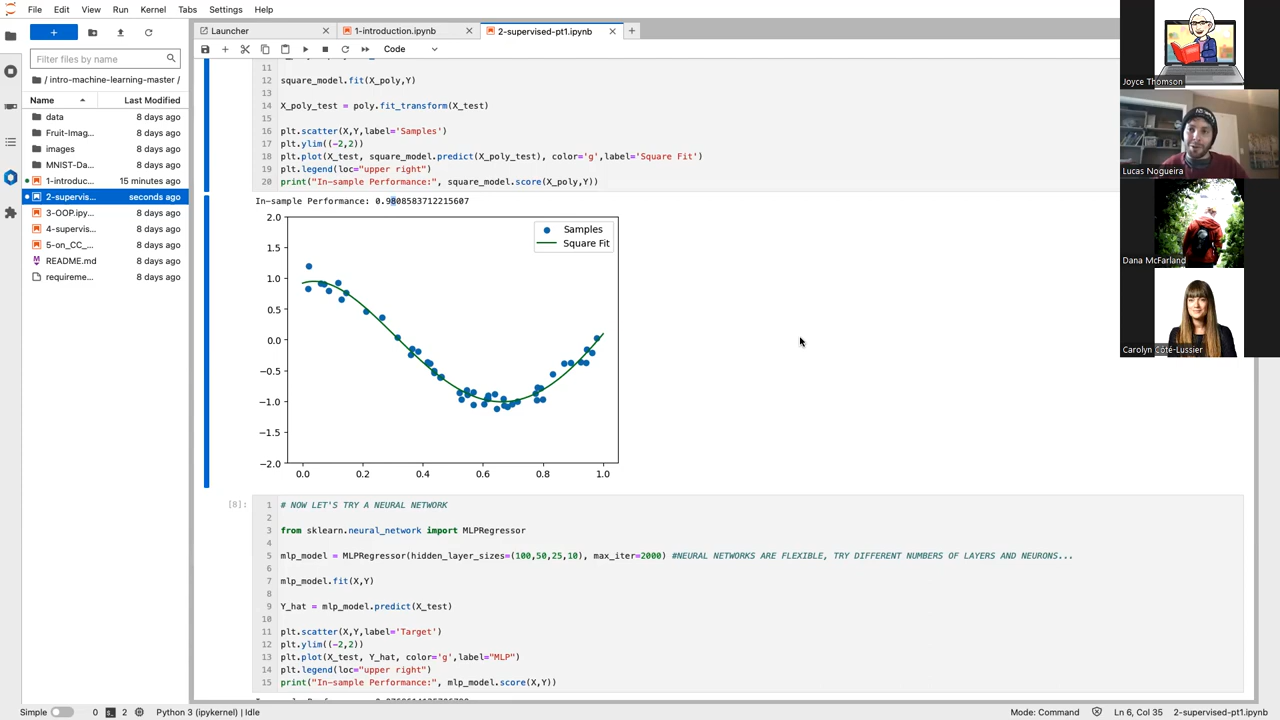 File Edit View Run Kernel Tabs Settings Help
Launcher
1-introduction.ipynb
2-supervised-pt1.ipynb
Code
Filter files by name
/ intro-machine-learning-master /
Name Last Modified
data 8 days ago
Fruit-Imag... 8 days ago
images 8 days ago
MNIST-Da... 8 days ago
1-introduc... 15 minutes ago
2-supervis... seconds ago
3-OOP.ipy... 8 days ago
4-supervis... 8 days ago
5-on_CC_... 8 days ago
README.md 8 days ago
requireme... 8 days ago
11
12 square_model.fit(X_poly,Y)
13
14 X_poly_test = poly.fit_transform(X_test)
15
16 plt.scatter(X,Y,label='Samples')
17 plt.ylim((-2,2))
18 plt.plot(X_test, square_model.predict(X_poly_test), color='g',label='Square Fit')
19 plt.legend(loc="upper right")
20 print("In-sample Performance:", square_model.score(X_poly,Y))
In-sample Performance: 0.9808583712215607
2.0
1.5
1.0
0.5
0.0
−0.5
−1.0
−1.5
−2.0
0.0 0.2 0.4 0.6 0.8 1.0
Samples
Square Fit
[8]:
1 # NOW LET'S TRY A NEURAL NETWORK
2
3 from sklearn.neural_network import MLPRegressor
4
5 mlp_model = MLPRegressor(hidden_layer_sizes=(100,50,25,10), max_iter=2000) #NEURAL NETWORKS ARE FLEXIBLE, TRY DIFFERENT NUMBERS OF LAYERS AND NEURONS...
6
7 mlp_model.fit(X,Y)
8
9 Y_hat = mlp_model.predict(X_test)
10
11 plt.scatter(X,Y,label='Target')
12 plt.ylim((-2,2))
13 plt.plot(X_test, Y_hat, color='g',label="MLP")
14 plt.legend(loc="upper right")
15 print("In-sample Performance:", mlp_model.score(X,Y))
Joyce Thomson
Lucas Nogueira
Dana McFarland
Carolyn Côté-Lussier
Simple 0 2 Python 3 (ipykernel) | Idle Mode: Command Ln 6, Col 35 2-supervised-pt1.ipynb